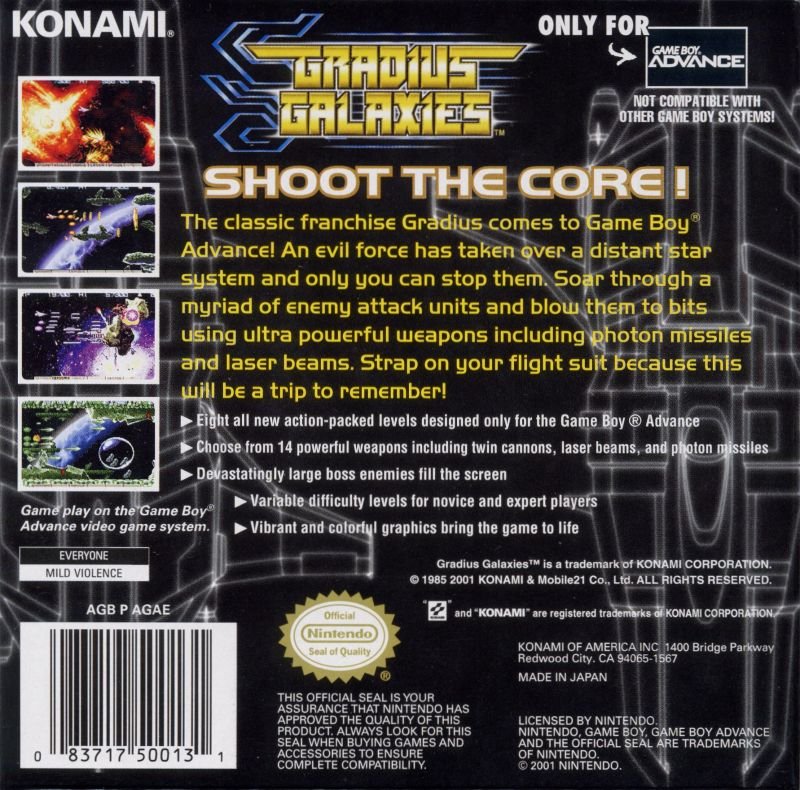 KONAMI®
ONLY FOR
GAME BOY
ADVANCE
NOT COMPATIBLE WITH
OTHER GAME BOY SYSTEMS!
GRADIUS
GALAXIES™
SHOOT THE CORE!
The classic franchise Gradius comes to Game Boy®
Advance! An evil force has taken over a distant star
system and only you can stop them. Soar through a
myriad of enemy attack units and blow them to bits
using ultra powerful weapons including photon missiles
and laser beams. Strap on your flight suit because this
will be a trip to remember!
▶ Eight all new action-packed levels designed only for the Game Boy ® Advance
▶ Choose from 14 powerful weapons including twin cannons, laser beams, and photon missiles
▶ Devastatingly large boss enemies fill the screen
▶ Variable difficulty levels for novice and expert players
▶ Vibrant and colorful graphics bring the game to life
Game play on the Game Boy®
Advance video game system.
EVERYONE
MILD VIOLENCE
AGB P AGAE
0 83717 50013 1
Official
Nintendo
Seal of Quality
®
THIS OFFICIAL SEAL IS YOUR
ASSURANCE THAT NINTENDO HAS
APPROVED THE QUALITY OF THIS
PRODUCT. ALWAYS LOOK FOR THIS
SEAL WHEN BUYING GAMES AND
ACCESSORIES TO ENSURE
COMPLETE COMPATIBILITY.
Gradius Galaxies™ is a trademark of KONAMI CORPORATION.
© 1985 2001 KONAMI & Mobile21 Co., Ltd. ALL RIGHTS RESERVED.
" " and "KONAMI" are registered trademarks of KONAMI CORPORATION.
KONAMI OF AMERICA INC 1400 Bridge Parkway
Redwood City. CA 94065-1567
MADE IN JAPAN
LICENSED BY NINTENDO.
NINTENDO, GAME BOY, GAME BOY ADVANCE
AND THE OFFICIAL SEAL ARE TRADEMARKS
OF NINTENDO.
© 2001 NINTENDO.